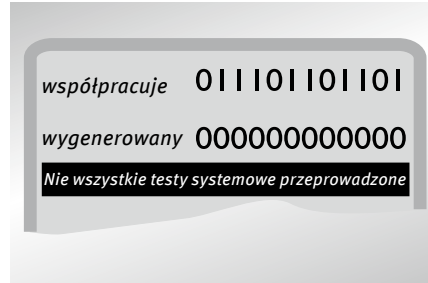 współpracuje 011101101101
wygenerowany 000000000000
Nie wszystkie testy systemowe przeprowadzone